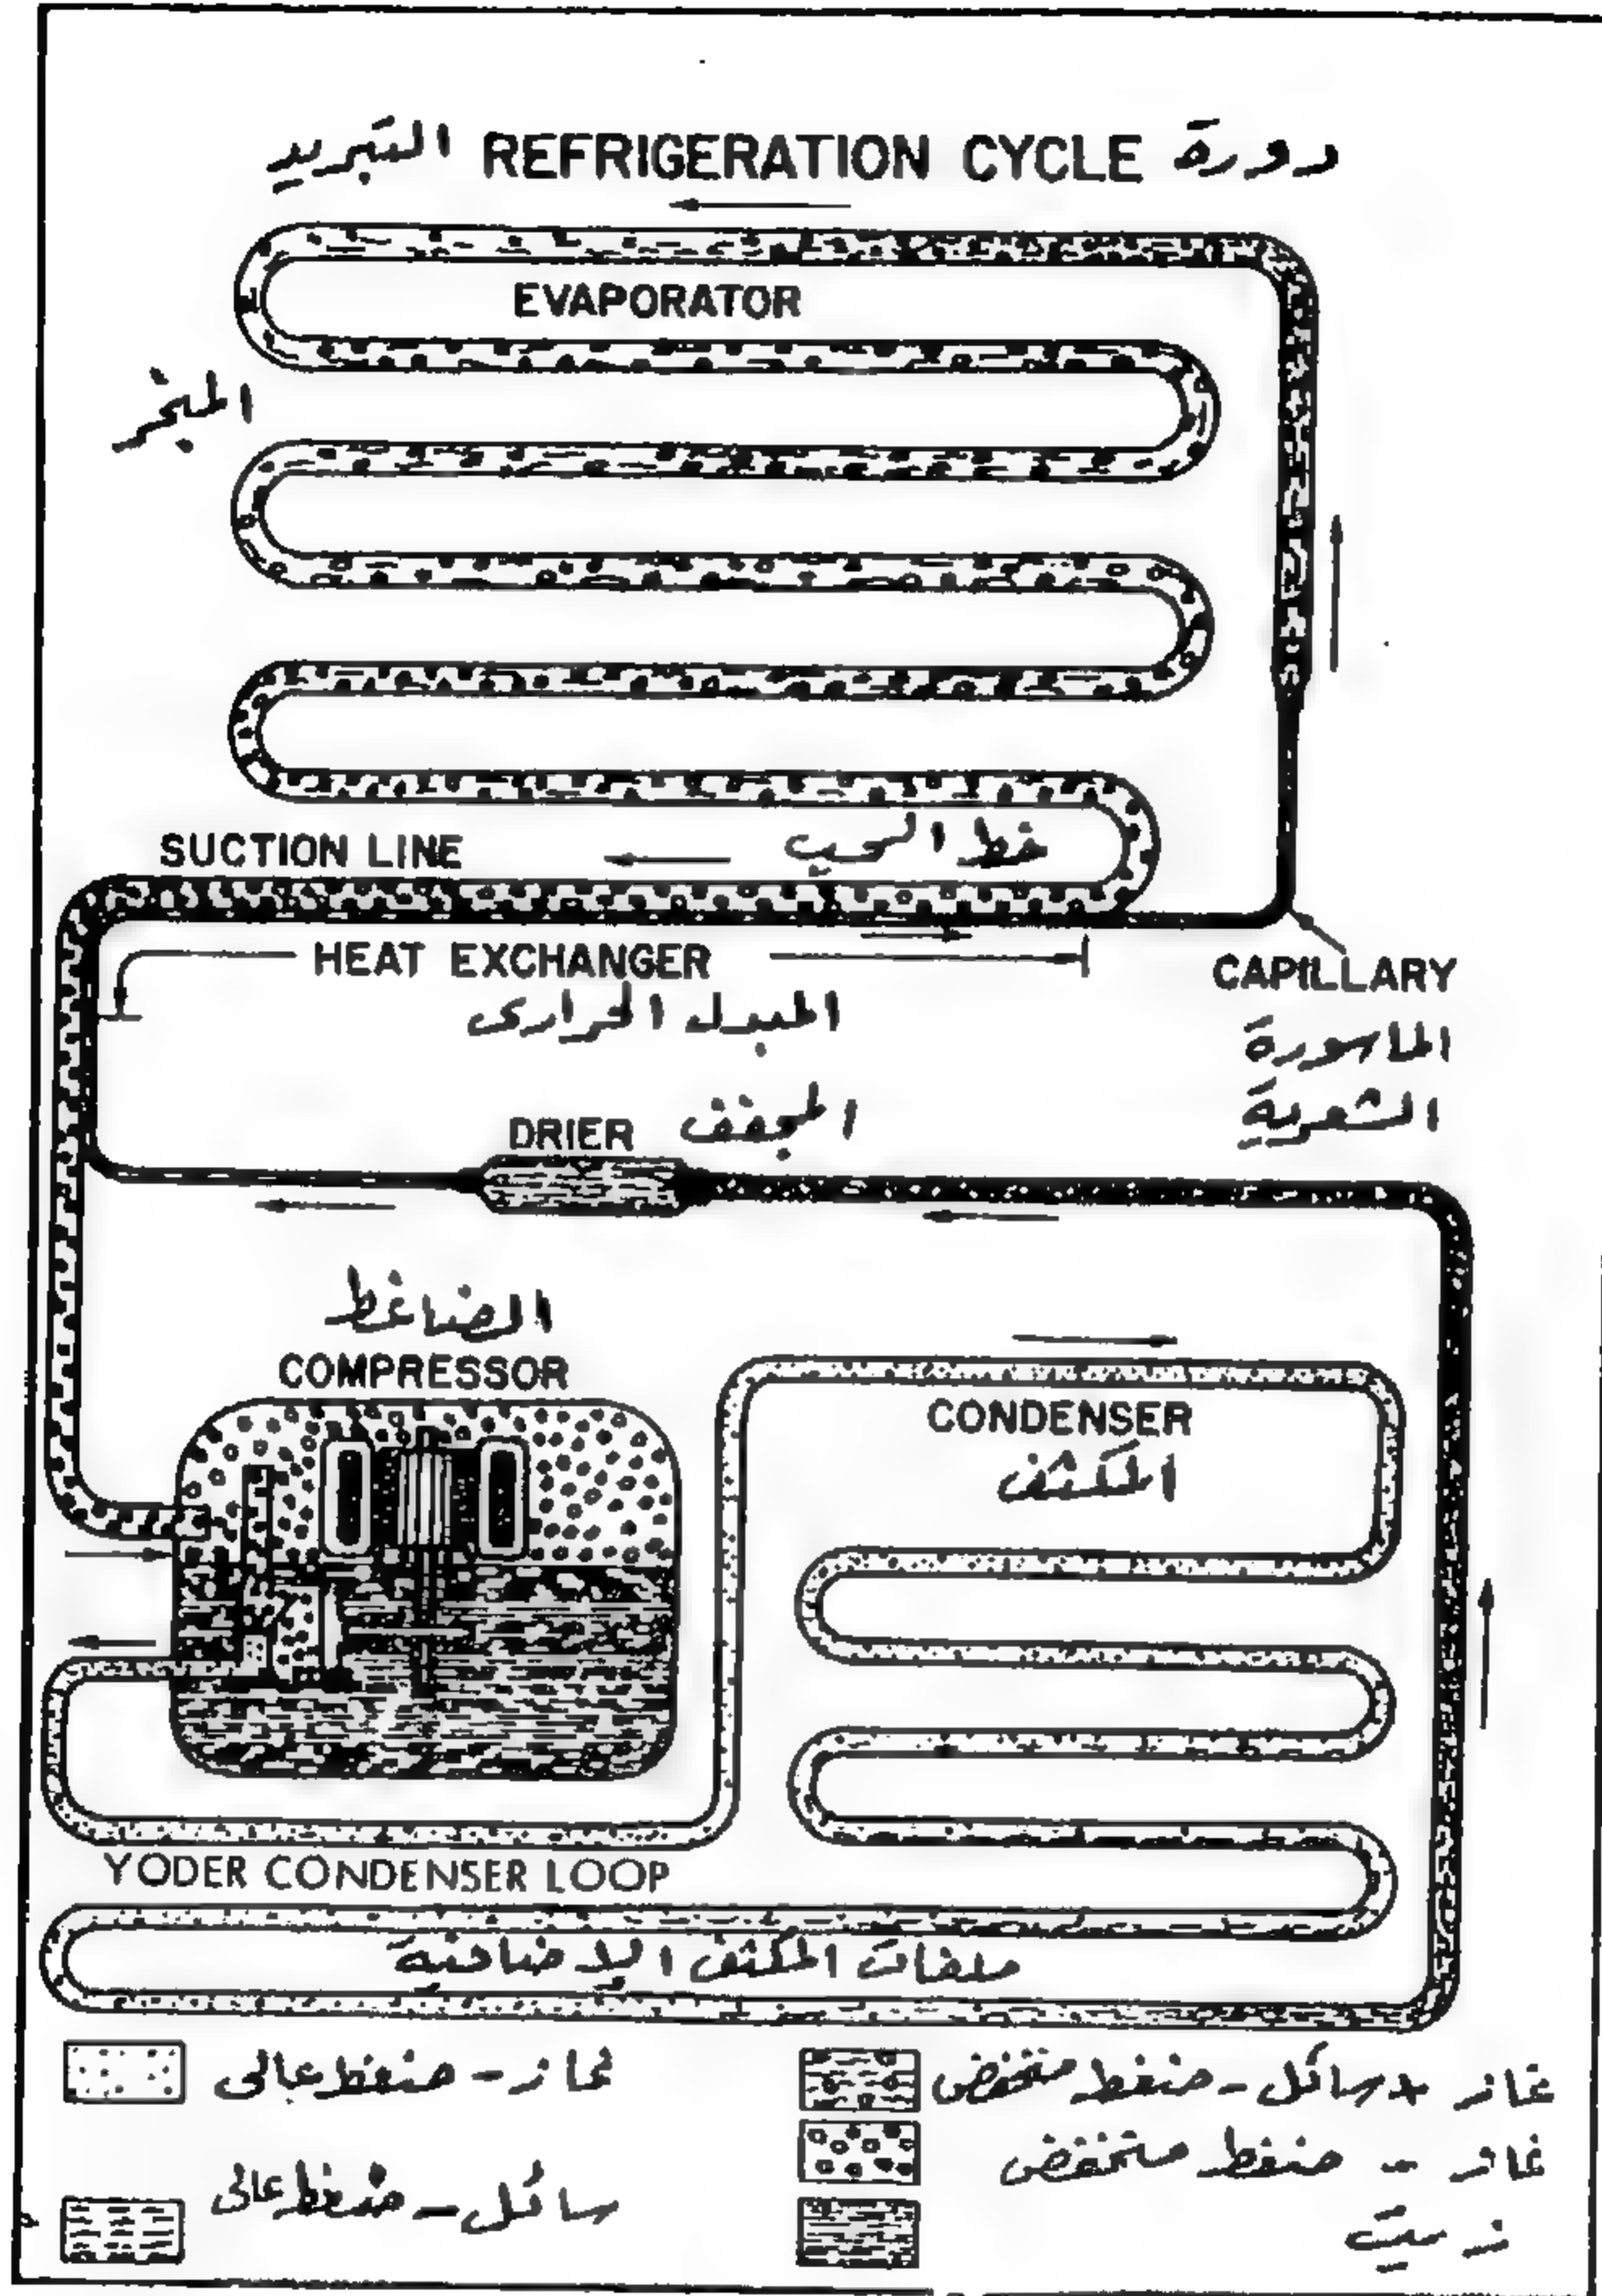 دورة REFRIGERATION CYCLE التبريد
EVAPORATOR
المبخر
SUCTION LINE
خط السحب
HEAT EXCHANGER
المبدل الحرارى
CAPILLARY
الماسورة
الشعرية
DRIER المجفف
الضاغط
COMPRESSOR
CONDENSER
المكثف
YODER CONDENSER LOOP
ملفات المكثف الإضافية
غاز - ضغط عالى
غاز + سائل - ضغط منخفض
غاز - ضغط منخفض
سائل - ضغط عالى
زيت